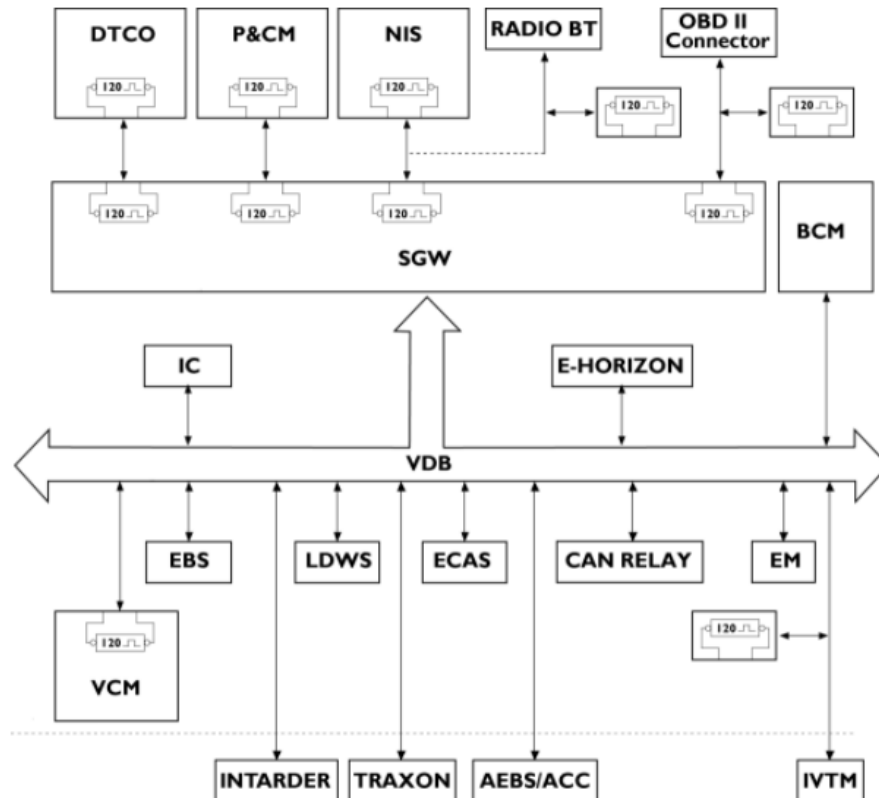 DTCO
P&CM
NIS
RADIO BT
OBD II
Connector
120
120
120
120
120
120
120
120
120
SGW
BCM
IC
E-HORIZON
VDB
EBS
LDWS
ECAS
CAN RELAY
EM
120
120
VCM
INTARDER
TRAXON
AEBS/ACC
IVTM